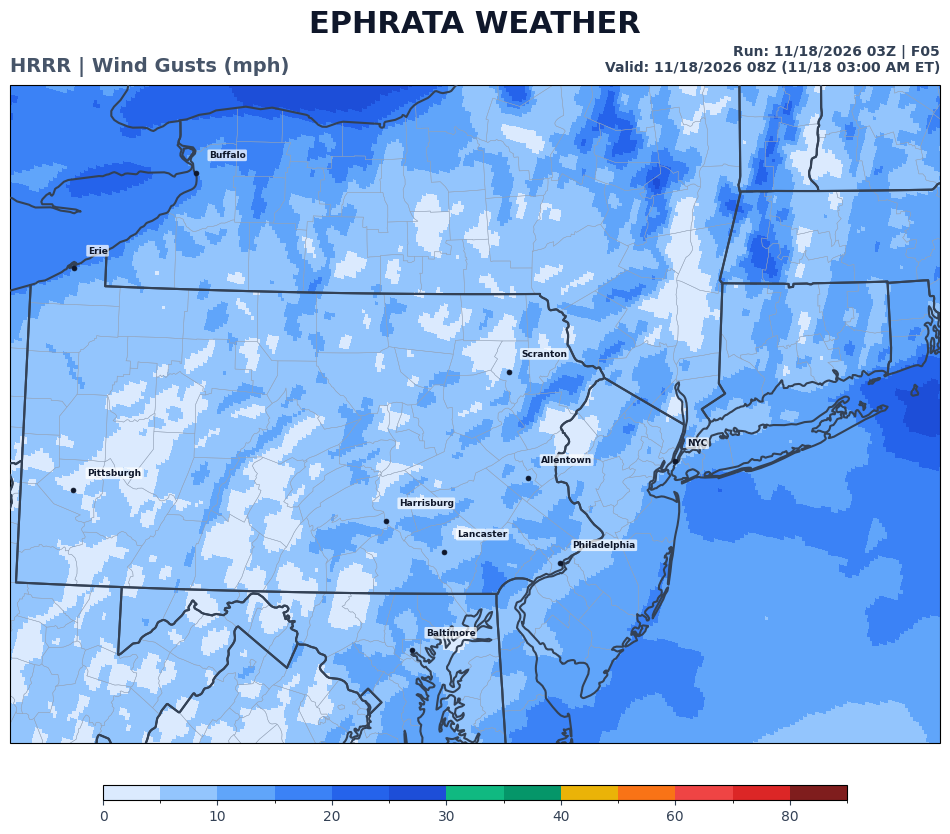 EPHRATA WEATHER
HRRR | Wind Gusts (mph)
Run: 11/18/2026 03Z | F05
Valid: 11/18/2026 08Z (11/18 03:00 AM ET)
Buffalo
Erie
Scranton
NYC
Allentown
Pittsburgh
Harrisburg
Lancaster
Philadelphia
Baltimore
0 10 20 30 40 50 60 70 80